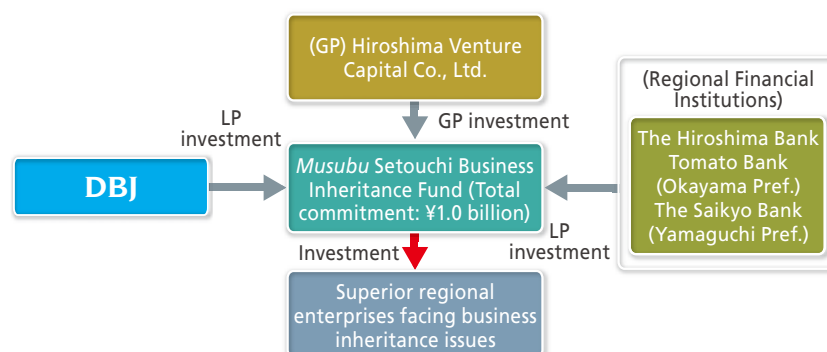 (GP) Hiroshima Venture
Capital Co., Ltd.
(Regional Financial
Institutions)
LP
investment
GP investment
The Hiroshima Bank
Tomato Bank
(Okayama Pref.)
The Saikyo Bank
(Yamaguchi Pref.)
DBJ
Musubu Setouchi Business
Inheritance Fund (Total
commitment: ¥1.0 billion)
LP
investment
Investment
Superior regional
enterprises facing business
inheritance issues